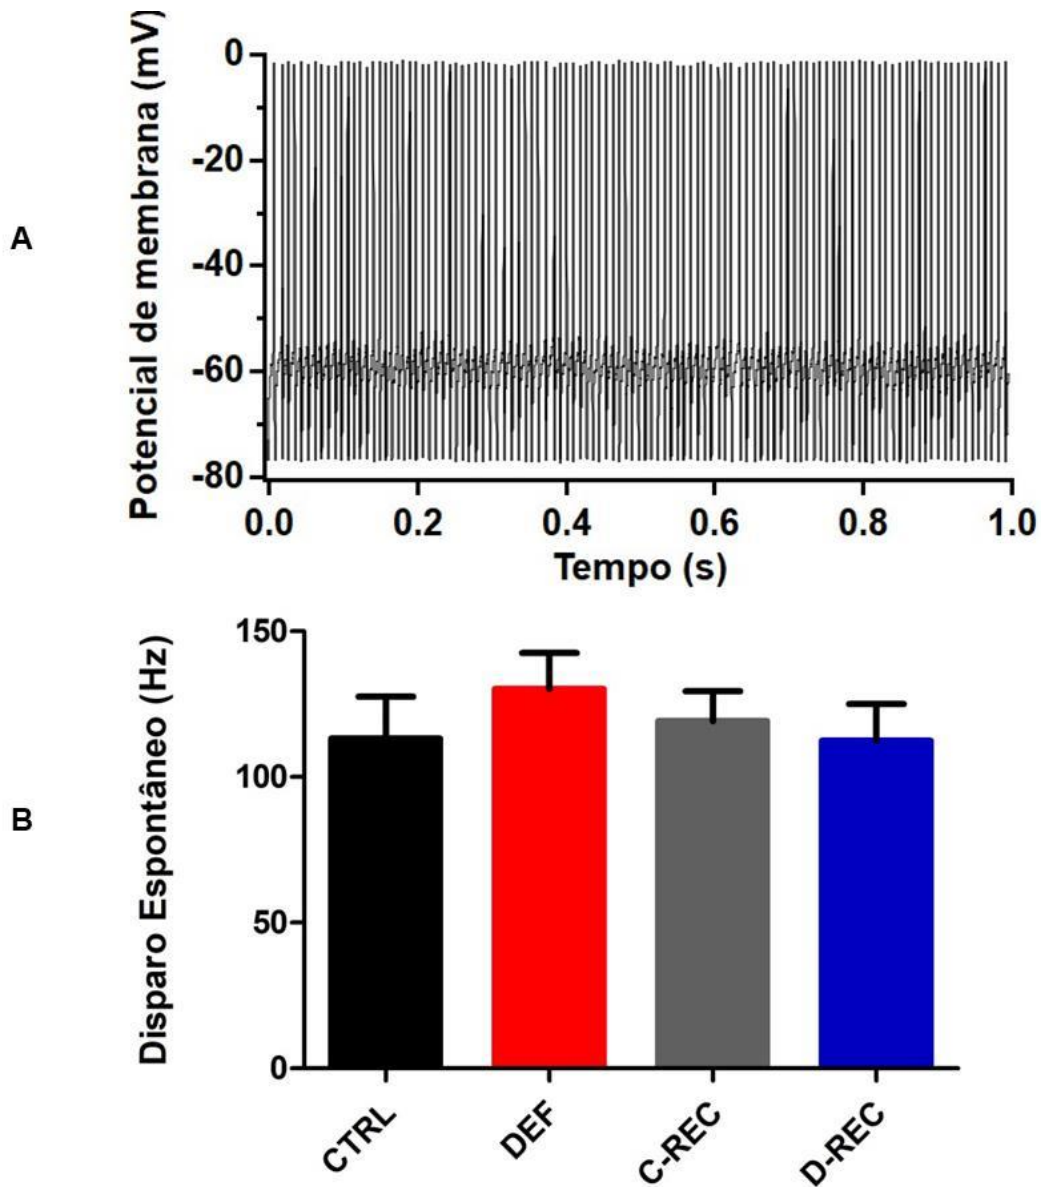 A
Potencial de membrana (mV)
0
-20
-40
-60
-80
0.0 0.2 0.4 0.6 0.8 1.0
Tempo (s)
B
Disparo Espontâneo (Hz)
150
100
50
0
CTRL DEF C-REC D-REC